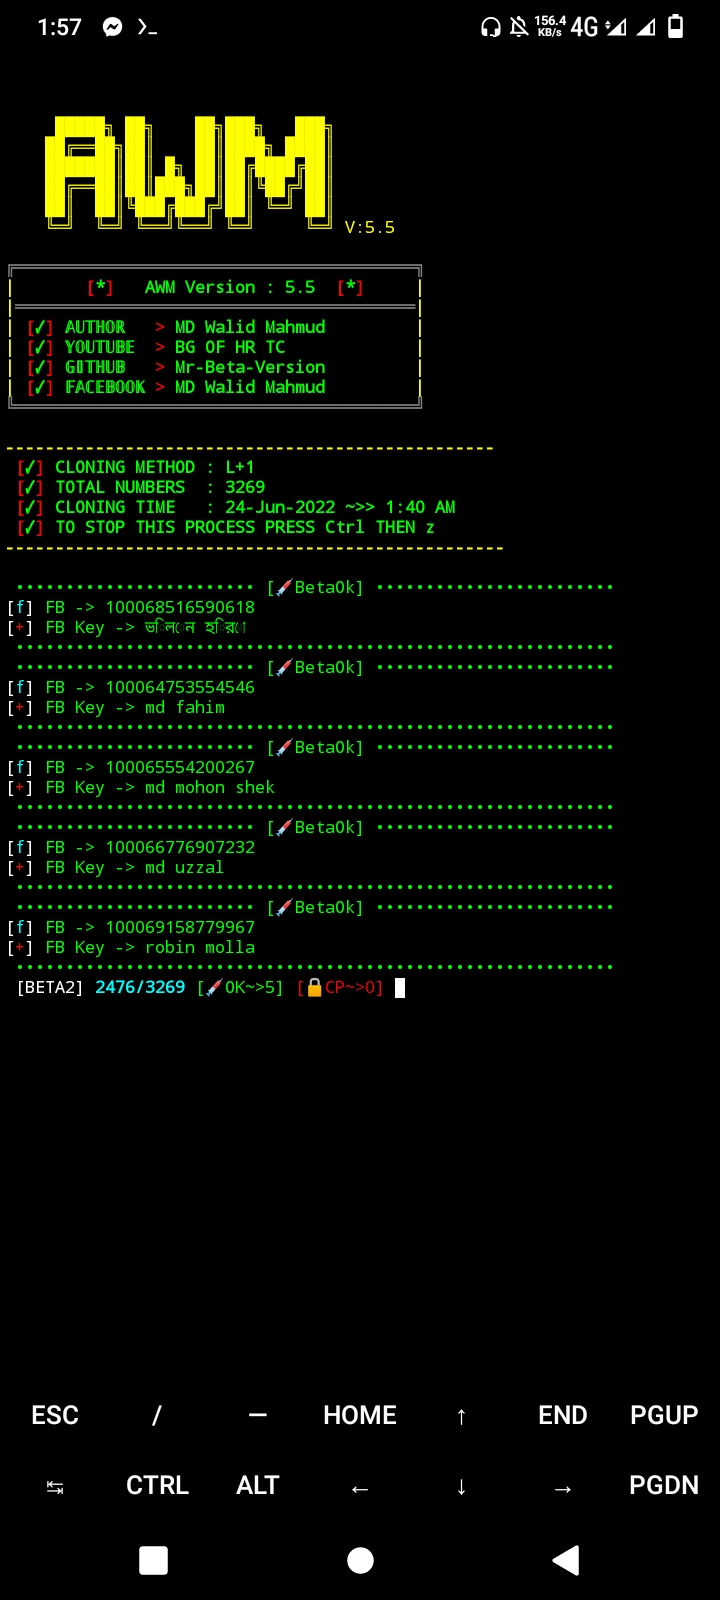 1:57 156.4 KB/s 4G
AWM V:5.5
[*] AWM Version : 5.5 [*]
[✓] AUTHOR > MD Walid Mahmud
[✓] YOUTUBE > BG OF HR TC
[✓] GITHUB > Mr-Beta-Version
[✓] FACEBOOK > MD Walid Mahmud
[✓] CLONING METHOD : L+1
[✓] TOTAL NUMBERS : 3269
[✓] CLONING TIME : 24-Jun-2022 ~>> 1:40 AM
[✓] TO STOP THIS PROCESS PRESS Ctrl THEN z
[💉BetaOk]
[f] FB -> 100068516590618
[+] FB Key -> ভিলেন হিরো
[💉BetaOk]
[f] FB -> 100064753554546
[+] FB Key -> md fahim
[💉BetaOk]
[f] FB -> 100065554200267
[+] FB Key -> md mohon shek
[💉BetaOk]
[f] FB -> 100066776907232
[+] FB Key -> md uzzal
[💉BetaOk]
[f] FB -> 100069158779967
[+] FB Key -> robin molla
[BETA2] 2476/3269 [💉OK~>5] [🔒CP~>0]
ESC / — HOME ↑ END PGUP
↹ CTRL ALT ← ↓ → PGDN